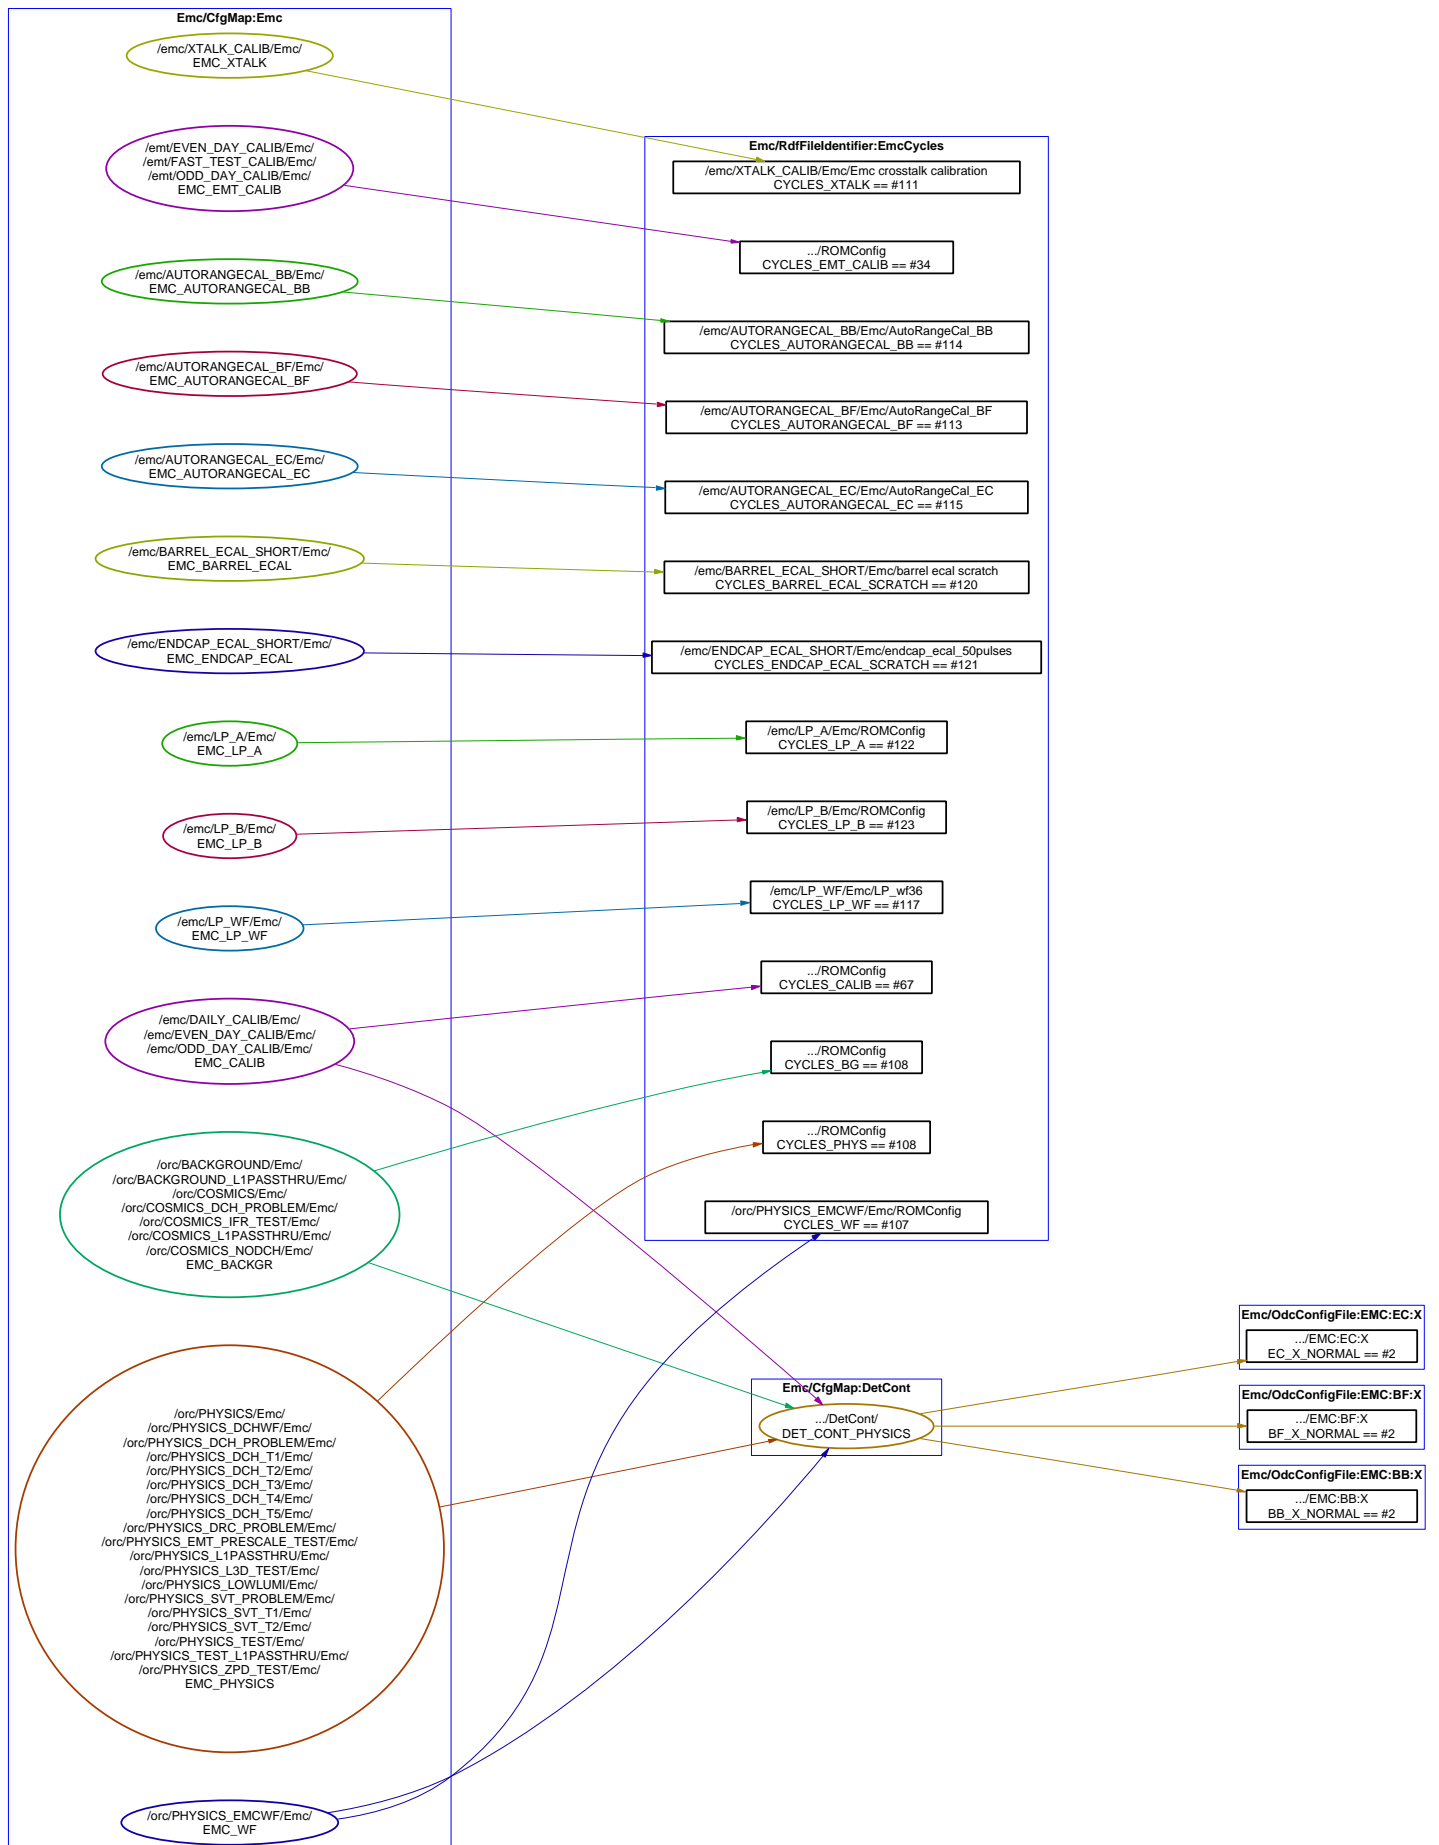 Emc/CfgMap:Emc
/emc/XTALK_CALIB/Emc/
EMC_XTALK
/emt/EVEN_DAY_CALIB/Emc/
/emt/FAST_TEST_CALIB/Emc/
/emt/ODD_DAY_CALIB/Emc/
EMC_EMT_CALIB
/emc/AUTORANGECAL_BB/Emc/
EMC_AUTORANGECAL_BB
/emc/AUTORANGECAL_BF/Emc/
EMC_AUTORANGECAL_BF
/emc/AUTORANGECAL_EC/Emc/
EMC_AUTORANGECAL_EC
/emc/BARREL_ECAL_SHORT/Emc/
EMC_BARREL_ECAL
/emc/ENDCAP_ECAL_SHORT/Emc/
EMC_ENDCAP_ECAL
/emc/LP_A/Emc/
EMC_LP_A
/emc/LP_B/Emc/
EMC_LP_B
/emc/LP_WF/Emc/
EMC_LP_WF
/emc/DAILY_CALIB/Emc/
/emc/EVEN_DAY_CALIB/Emc/
/emc/ODD_DAY_CALIB/Emc/
EMC_CALIB
/orc/BACKGROUND/Emc/
/orc/BACKGROUND_L1PASSTHRU/Emc/
/orc/COSMICS/Emc/
/orc/COSMICS_DCH_PROBLEM/Emc/
/orc/COSMICS_IFR_TEST/Emc/
/orc/COSMICS_L1PASSTHRU/Emc/
/orc/COSMICS_NODCH/Emc/
EMC_BACKGR
/orc/PHYSICS/Emc/
/orc/PHYSICS_DCHWF/Emc/
/orc/PHYSICS_DCH_PROBLEM/Emc/
/orc/PHYSICS_DCH_T1/Emc/
/orc/PHYSICS_DCH_T2/Emc/
/orc/PHYSICS_DCH_T3/Emc/
/orc/PHYSICS_DCH_T4/Emc/
/orc/PHYSICS_DCH_T5/Emc/
/orc/PHYSICS_DRC_PROBLEM/Emc/
/orc/PHYSICS_EMT_PRESCALE_TEST/Emc/
/orc/PHYSICS_L1PASSTHRU/Emc/
/orc/PHYSICS_L3D_TEST/Emc/
/orc/PHYSICS_LOWLUMI/Emc/
/orc/PHYSICS_SVT_PROBLEM/Emc/
/orc/PHYSICS_SVT_T1/Emc/
/orc/PHYSICS_SVT_T2/Emc/
/orc/PHYSICS_TEST/Emc/
/orc/PHYSICS_TEST_L1PASSTHRU/Emc/
/orc/PHYSICS_ZPD_TEST/Emc/
EMC_PHYSICS
/orc/PHYSICS_EMCWF/Emc/
EMC_WF
Emc/RdfFileIdentifier:EmcCycles
/emc/XTALK_CALIB/Emc/Emc crosstalk calibration
CYCLES_XTALK == #111
.../ROMConfig
CYCLES_EMT_CALIB == #34
/emc/AUTORANGECAL_BB/Emc/AutoRangeCal_BB
CYCLES_AUTORANGECAL_BB == #114
/emc/AUTORANGECAL_BF/Emc/AutoRangeCal_BF
CYCLES_AUTORANGECAL_BF == #113
/emc/AUTORANGECAL_EC/Emc/AutoRangeCal_EC
CYCLES_AUTORANGECAL_EC == #115
/emc/BARREL_ECAL_SHORT/Emc/barrel ecal scratch
CYCLES_BARREL_ECAL_SCRATCH == #120
/emc/ENDCAP_ECAL_SHORT/Emc/endcap_ecal_50pulses
CYCLES_ENDCAP_ECAL_SCRATCH == #121
/emc/LP_A/Emc/ROMConfig
CYCLES_LP_A == #122
/emc/LP_B/Emc/ROMConfig
CYCLES_LP_B == #123
/emc/LP_WF/Emc/LP_wf36
CYCLES_LP_WF == #117
.../ROMConfig
CYCLES_CALIB == #67
.../ROMConfig
CYCLES_BG == #108
.../ROMConfig
CYCLES_PHYS == #108
/orc/PHYSICS_EMCWF/Emc/ROMConfig
CYCLES_WF == #107
Emc/CfgMap:DetCont
.../DetCont/
DET_CONT_PHYSICS
Emc/OdcConfigFile:EMC:EC:X
.../EMC:EC:X
EC_X_NORMAL == #2
Emc/OdcConfigFile:EMC:BF:X
.../EMC:BF:X
BF_X_NORMAL == #2
Emc/OdcConfigFile:EMC:BB:X
.../EMC:BB:X
BB_X_NORMAL == #2